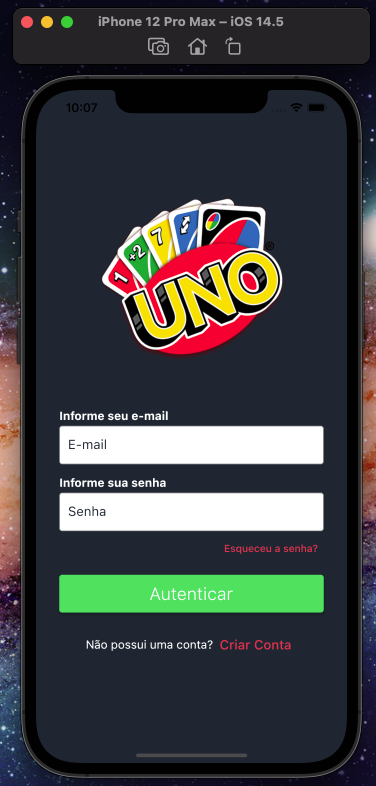 iPhone 12 Pro Max – iOS 14.5
10:07
1
+2
7
UNO
®
Informe seu e-mail
E-mail
Informe sua senha
Senha
Esqueceu a senha?
Autenticar
Não possui uma conta? Criar Conta